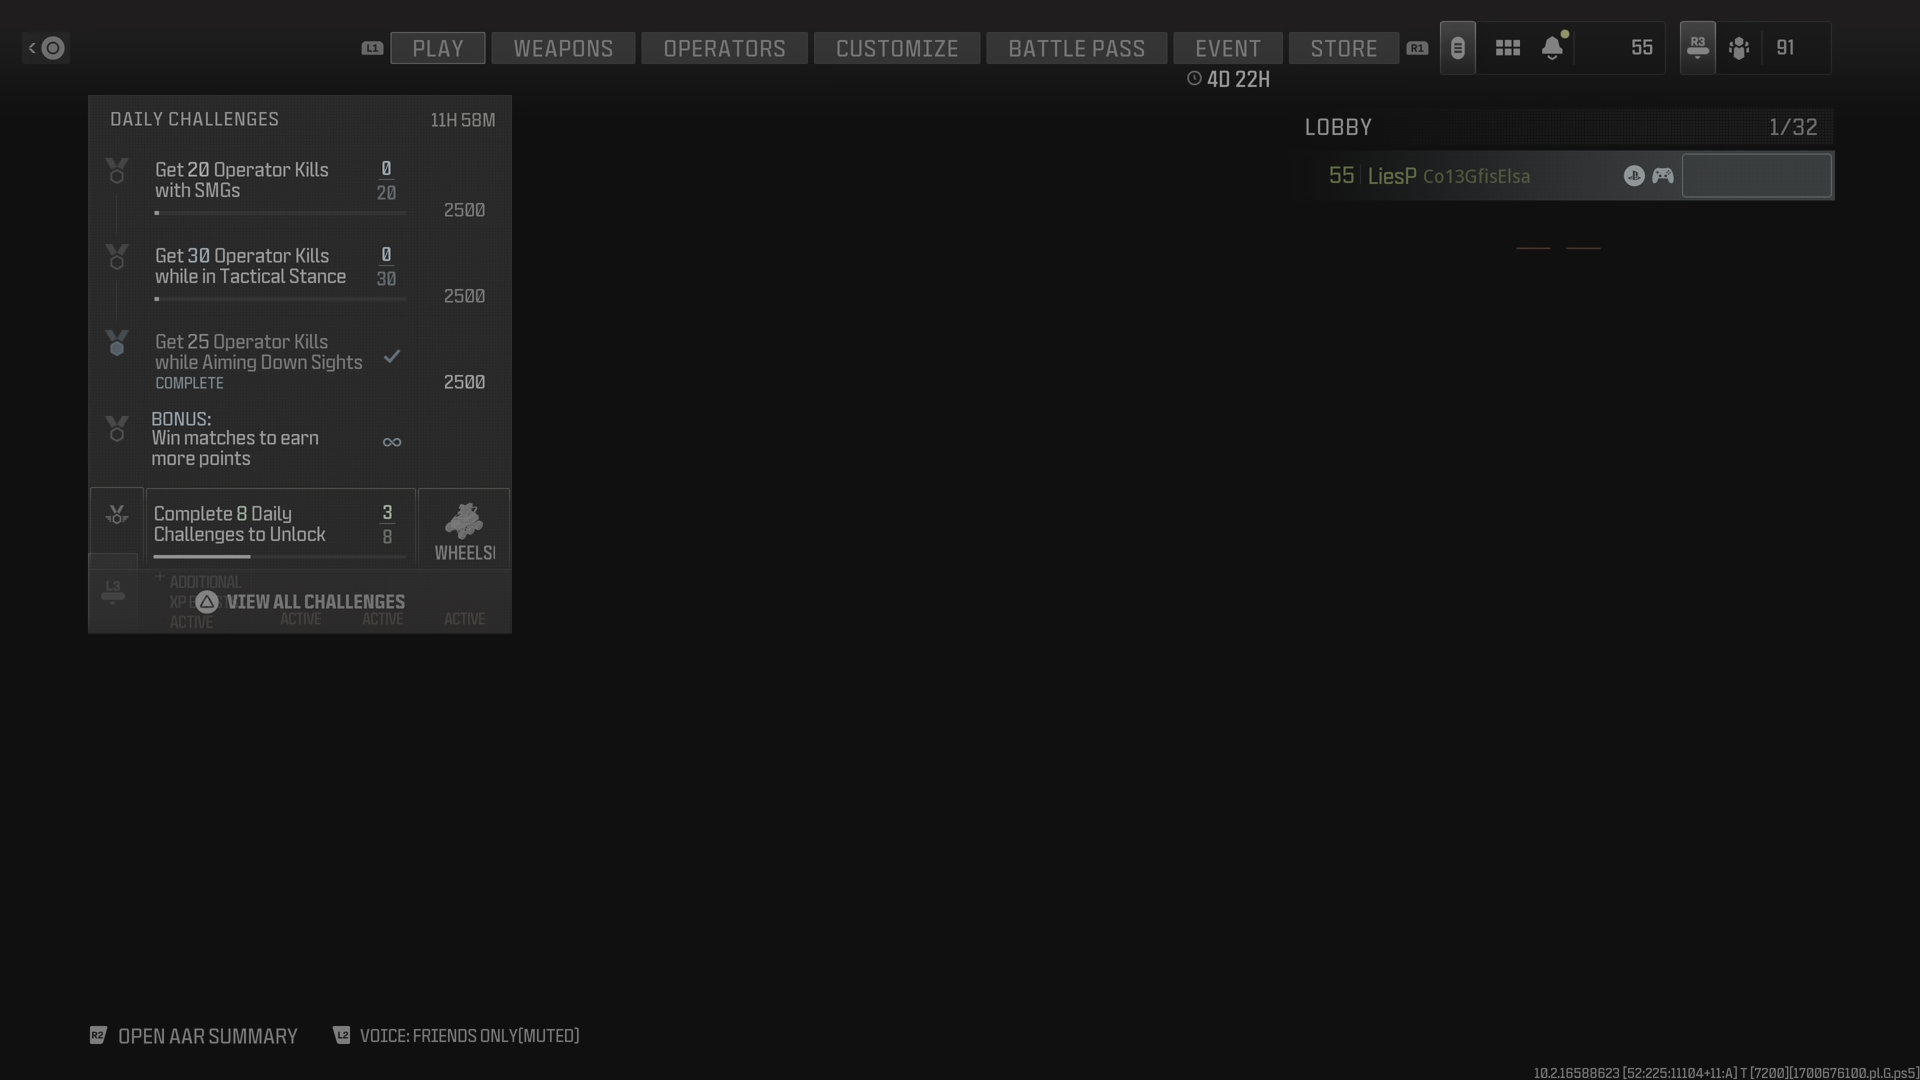 L1 PLAY WEAPONS OPERATORS CUSTOMIZE BATTLE PASS EVENT STORE R1 55 R3 91
4D 22H
DAILY CHALLENGES 11H 58M
Get 20 Operator Kills
with SMGs
0
20
2500
Get 30 Operator Kills
while in Tactical Stance
0
30
2500
Get 25 Operator Kills
while Aiming Down Sights
COMPLETE
2500
BONUS:
Win matches to earn
more points
∞
Complete 8 Daily
Challenges to Unlock
3
8
WHEELS
L3
+ ADDITIONAL
XP
ACTIVE
VIEW ALL CHALLENGES
ACTIVE ACTIVE ACTIVE
LOBBY 1/32
55 LiesP Co13GfisElsa
R2 OPEN AAR SUMMARY L2 VOICE: FRIENDS ONLY(MUTED)
10.2.16588623 [52:225:11104+11:A] T [7200][1700676100.pl.G.ps5]